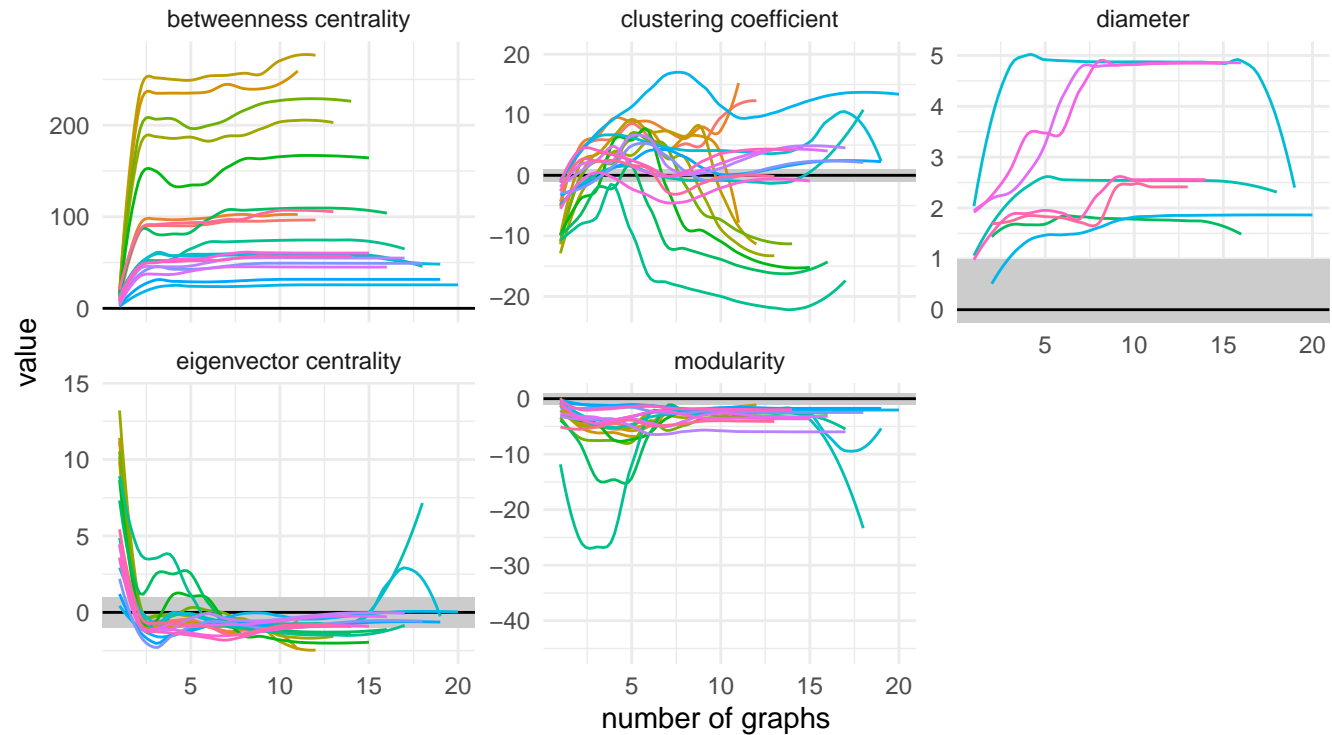 betweenness centrality
clustering coefficient
diameter
200
100
0
20
10
0
−10
−20
5
4
3
2
1
0
5 10 15 20
value
eigenvector centrality
modularity
15
10
5
0
0
−10
−20
−30
−40
5 10 15 20
5 10 15 20
number of graphs